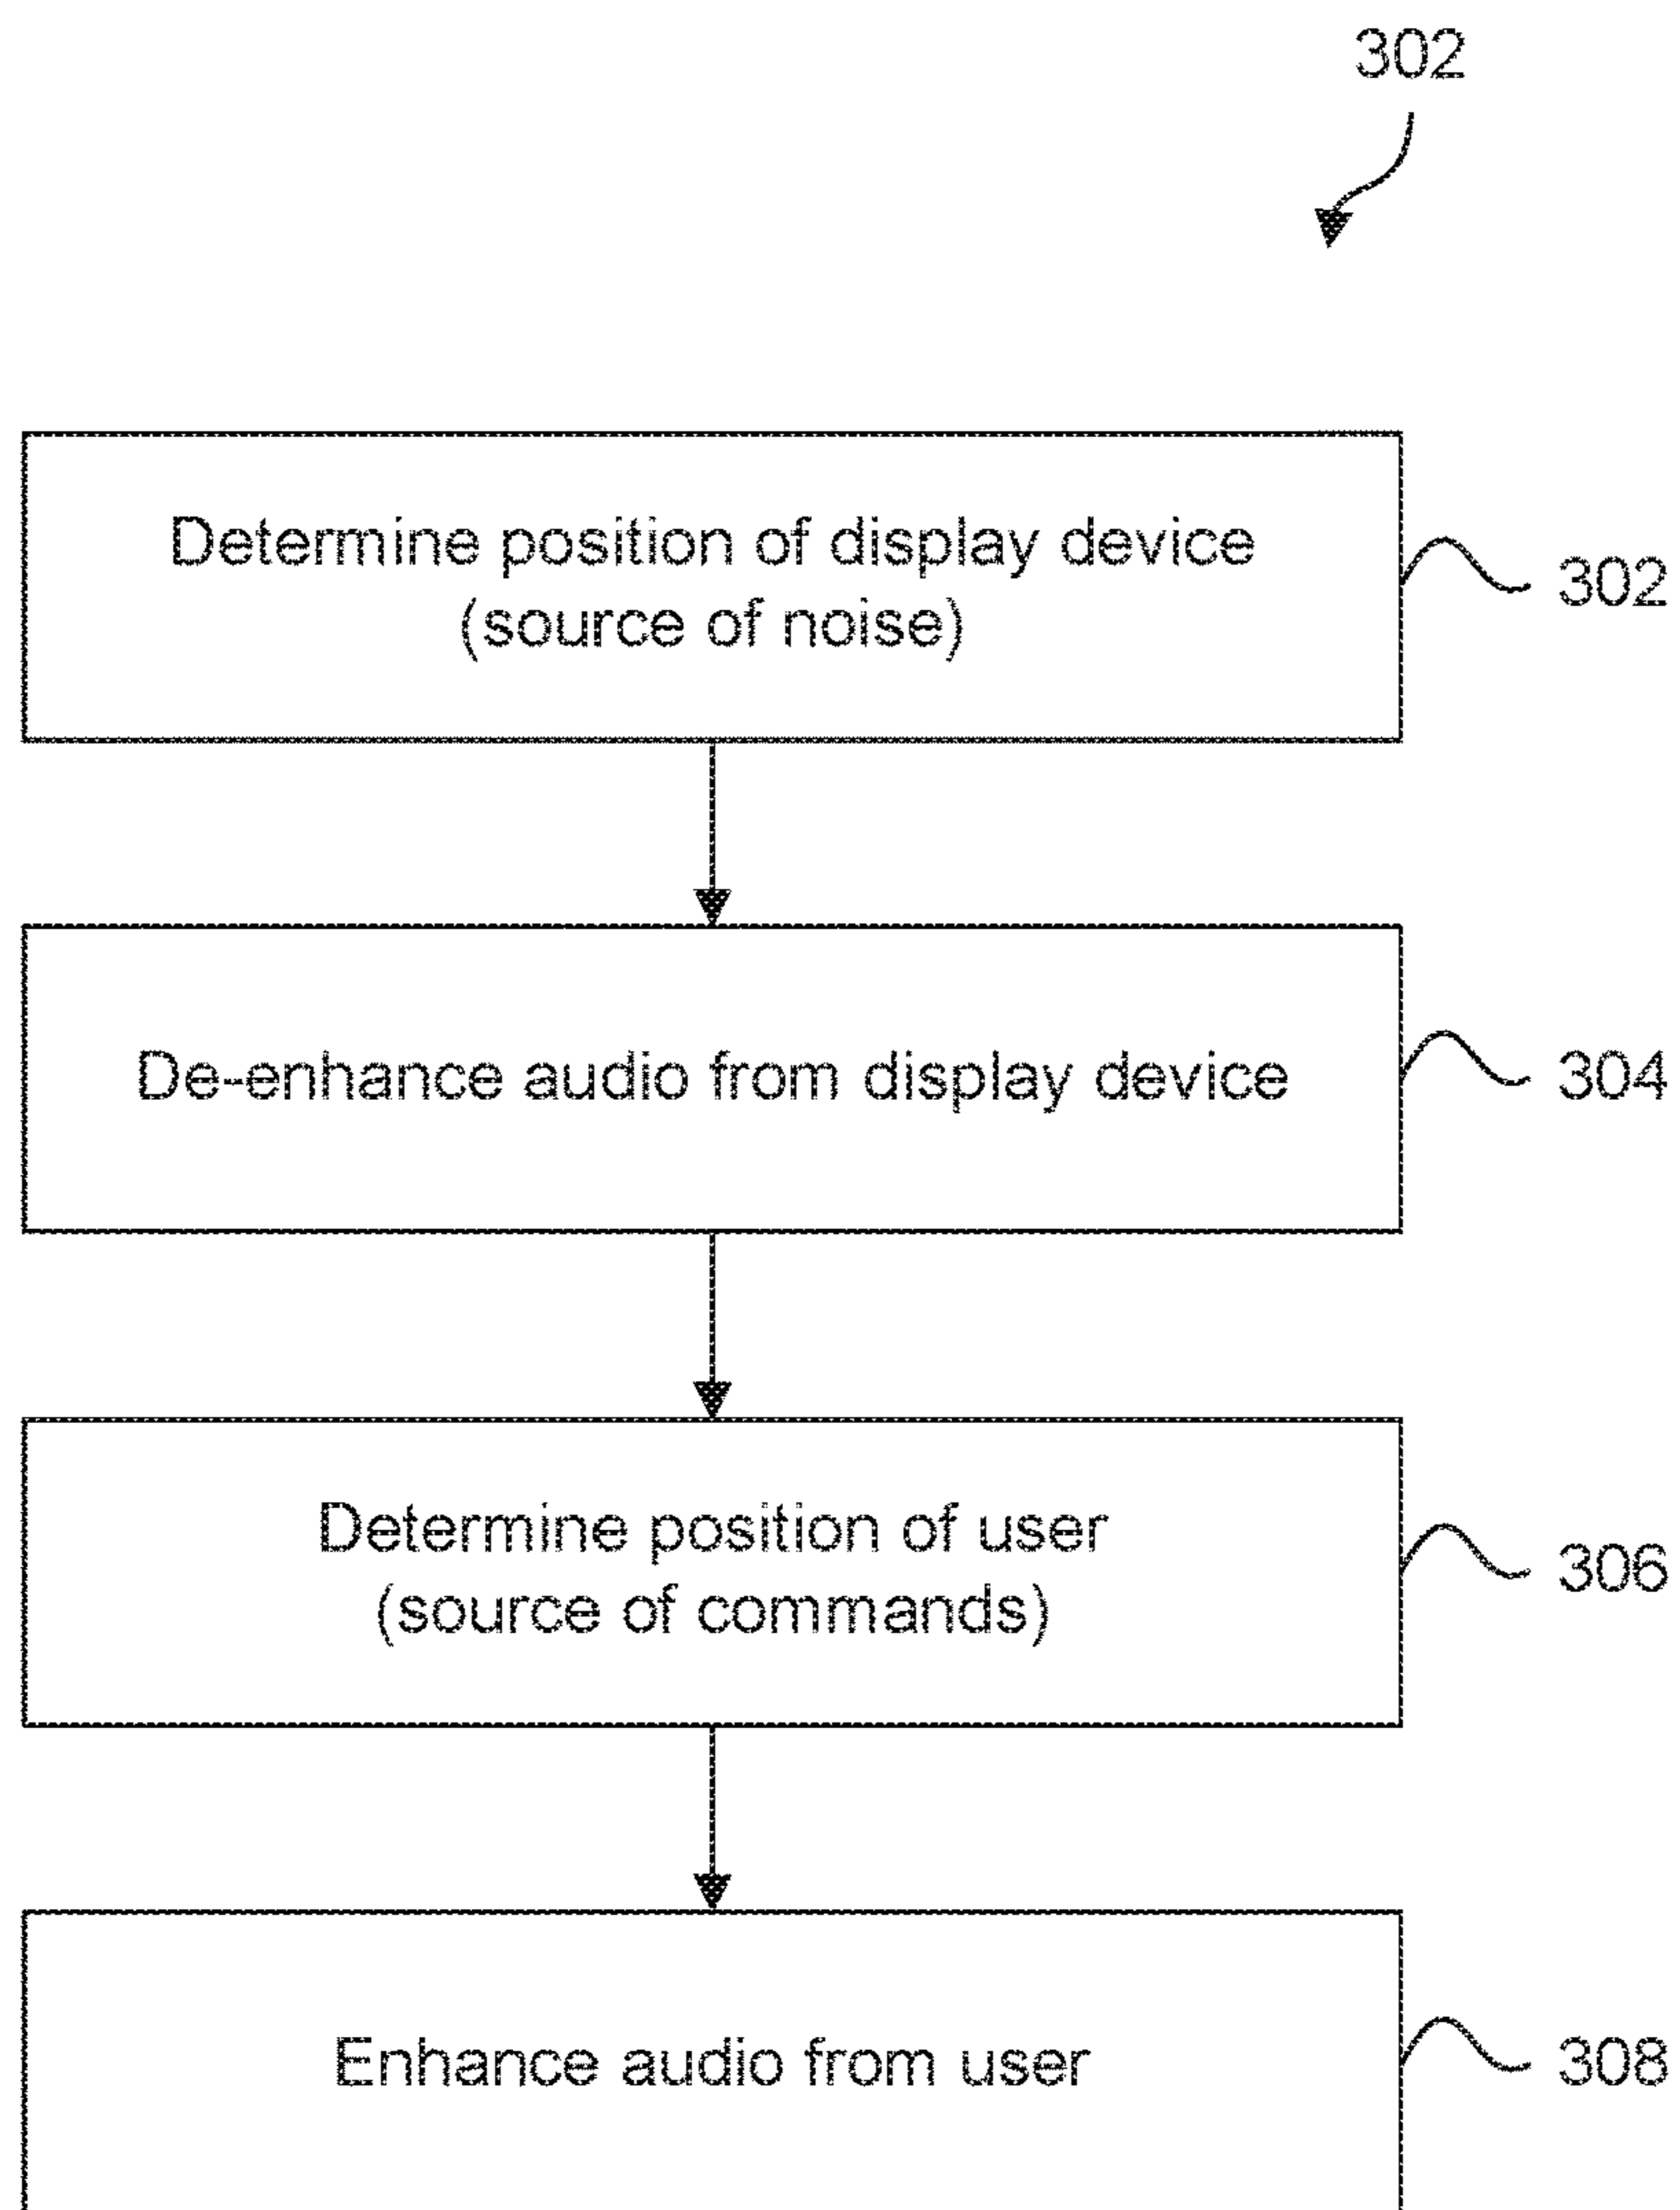 302
Determine position of display device
(source of noise)
302
De-enhance audio from display device
304
Determine position of user
(source of commands)
306
Enhance audio from user
308